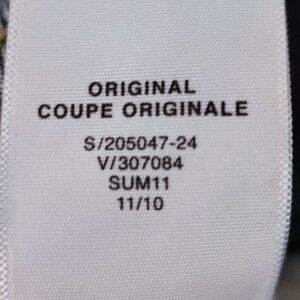 ORIGINAL
COUPE ORIGINALE
S/205047-24
V/307084
SUM11
11/10